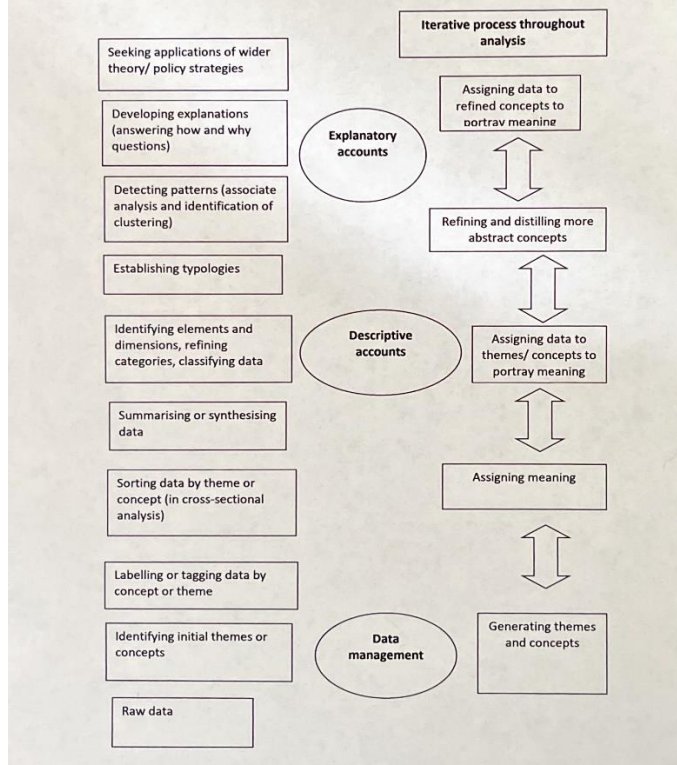 Iterative process throughout
analysis
Seeking applications of wider
theory/ policy strategies
Assigning data to
refined concepts to
portray meaning
Developing explanations
(answering how and why
questions)
Explanatory
accounts
Detecting patterns (associate
analysis and identification of
clustering)
Refining and distilling more
abstract concepts
Establishing typologies
Identifying elements and
dimensions, refining
categories, classifying data
Descriptive
accounts
Assigning data to
themes/ concepts to
portray meaning
Summarising or synthesising
data
Sorting data by theme or
concept (in cross-sectional
analysis)
Assigning meaning
Labelling or tagging data by
concept or theme
Identifying initial themes or
concepts
Data
management
Generating themes
and concepts
Raw data